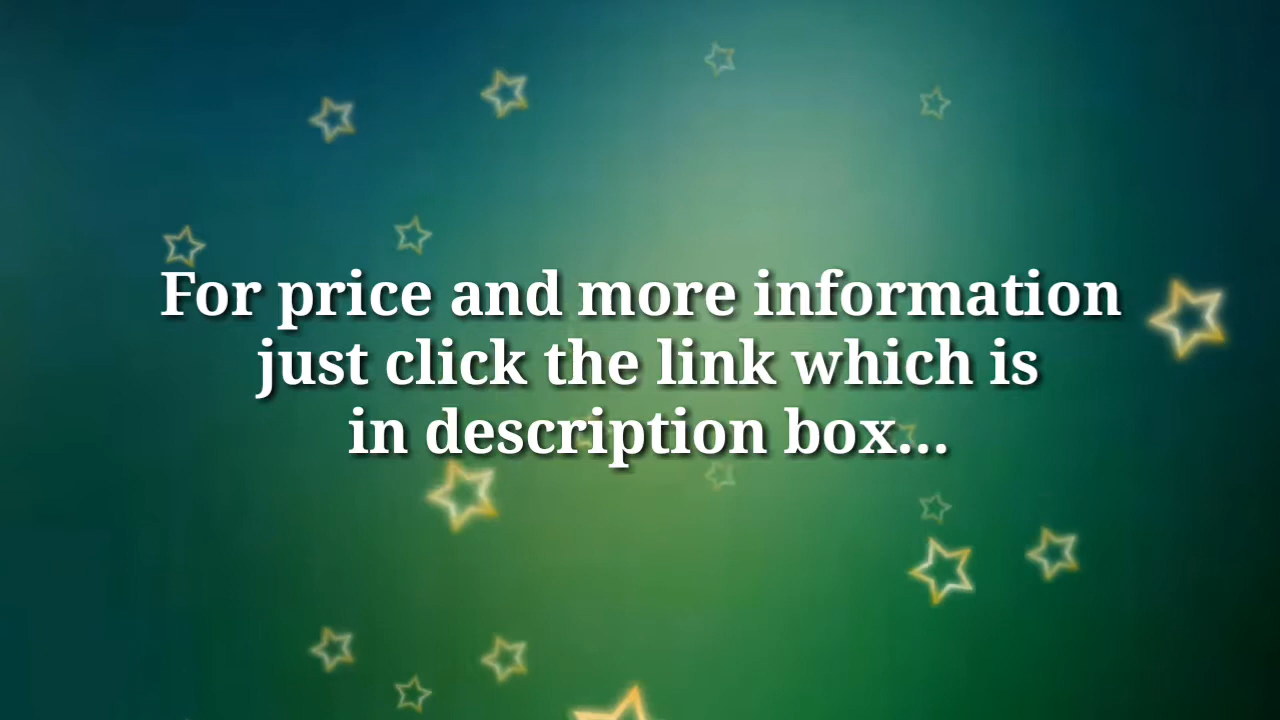 For price and more information
just click the link which is
in description box...